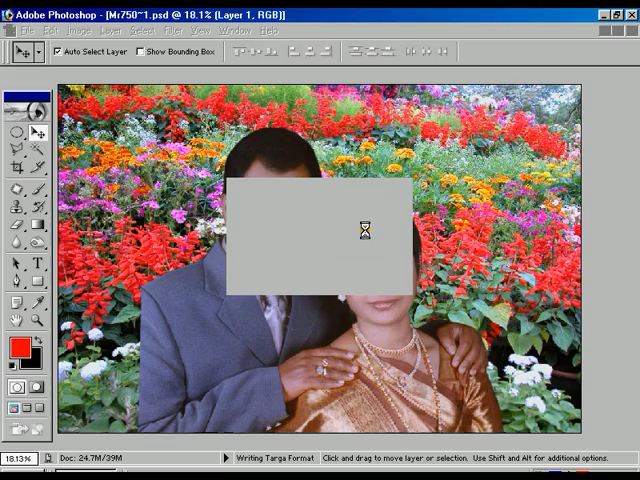 Adobe Photoshop - [Mr750~1.psd @ 18.1% (Layer 1, RGB)]
File Edit Image Layer Select Filter View Window Help
Auto Select Layer Show Bounding Box
T
18.13% Doc: 24.7M/39M Writing Targa Format Click and drag to move layer or selection. Use Shift and Alt for additional options.